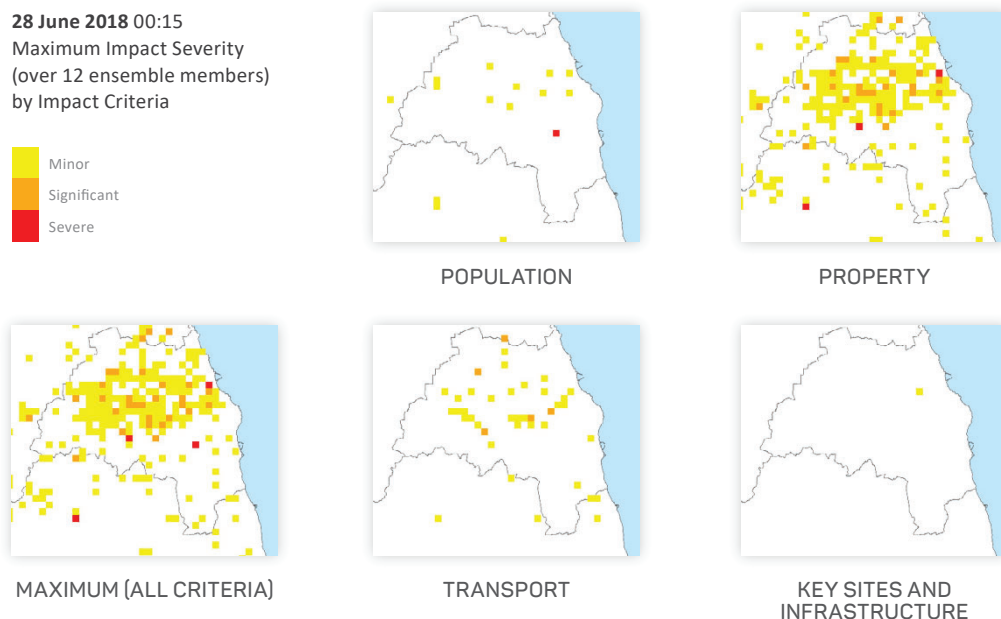 28 June 2018 00:15
Maximum Impact Severity
(over 12 ensemble members)
by Impact Criteria
Minor
Significant
Severe
POPULATION
PROPERTY
MAXIMUM (ALL CRITERIA)
TRANSPORT
KEY SITES AND
INFRASTRUCTURE